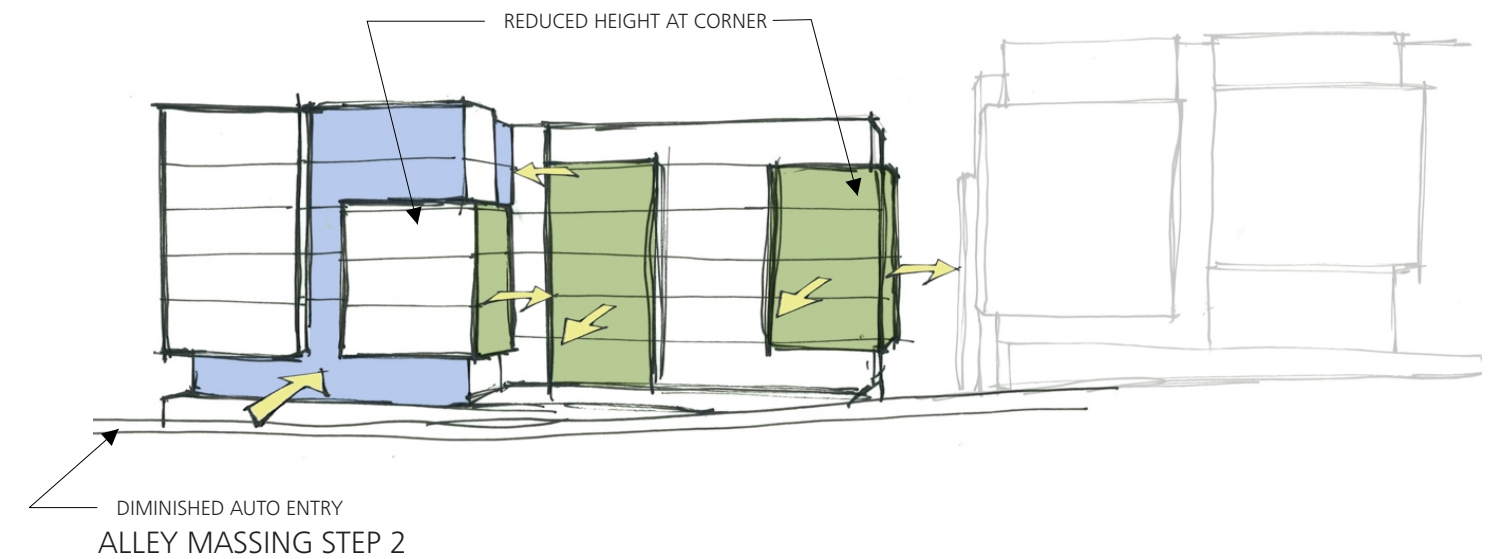 REDUCED HEIGHT AT CORNER
DIMINISHED AUTO ENTRY
ALLEY MASSING STEP 2